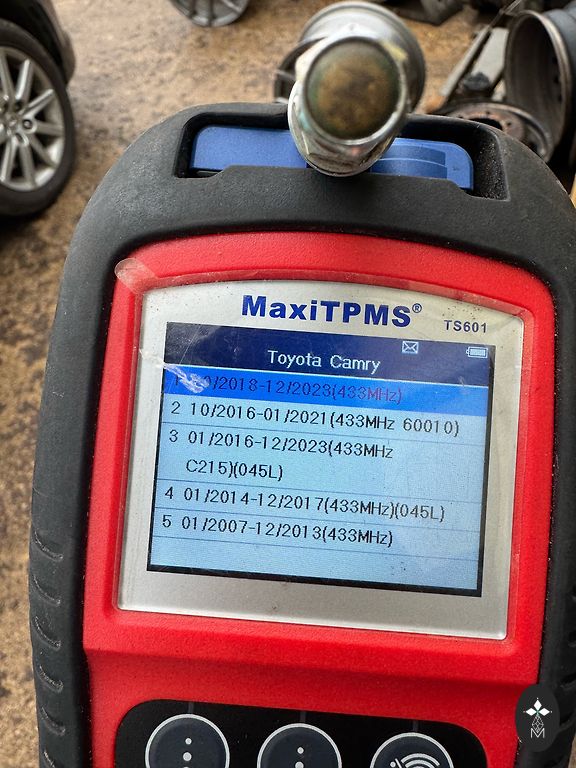 MaxiTPMS®
TS601
Toyota Camry
/2018-12/2023(433MHz)
2 10/2016-01/2021(433MHz 60010)
3 01/2016-12/2023(433MHz
C215)(045L)
4 01/2014-12/2017(433MHz)(045L)
5 01/2007-12/2013(433MHz)